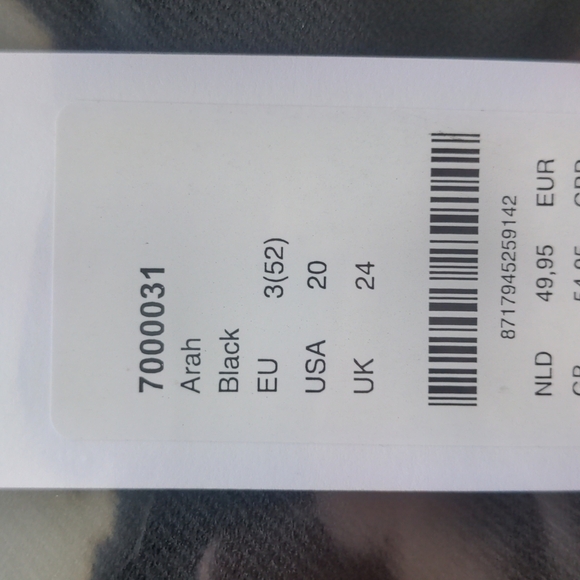 7000031
Arah
Black
EU 3(52)
USA 20
UK 24
8717945259142
NLD 49,95 EUR